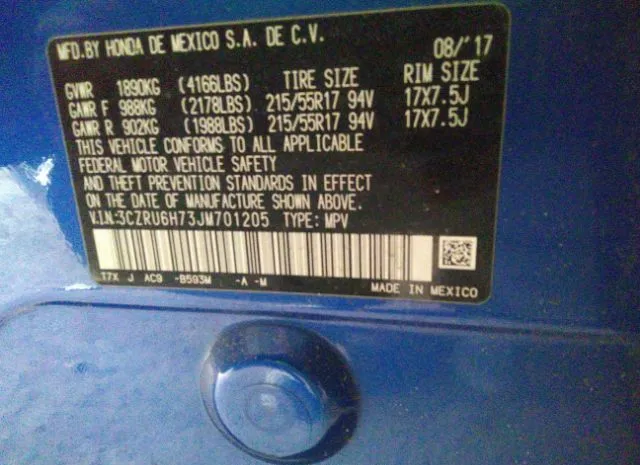 MFD.BY HONDA DE MEXICO S.A. DE C.V. 08/'17
GVWR 1890KG (4166LBS) TIRE SIZE RIM SIZE
GAWR F 988KG (2178LBS) 215/55R17 94V 17X7.5J
GAWR R 902KG (1988LBS) 215/55R17 94V 17X7.5J
THIS VEHICLE CONFORMS TO ALL APPLICABLE
FEDERAL MOTOR VEHICLE SAFETY
AND THEFT PREVENTION STANDARDS IN EFFECT
ON THE DATE OF MANUFACTURE SHOWN ABOVE.
V.I.N:3CZRU6H73JM701205 TYPE: MPV
T7X J AC9 -B593M -A -M
MADE IN MEXICO